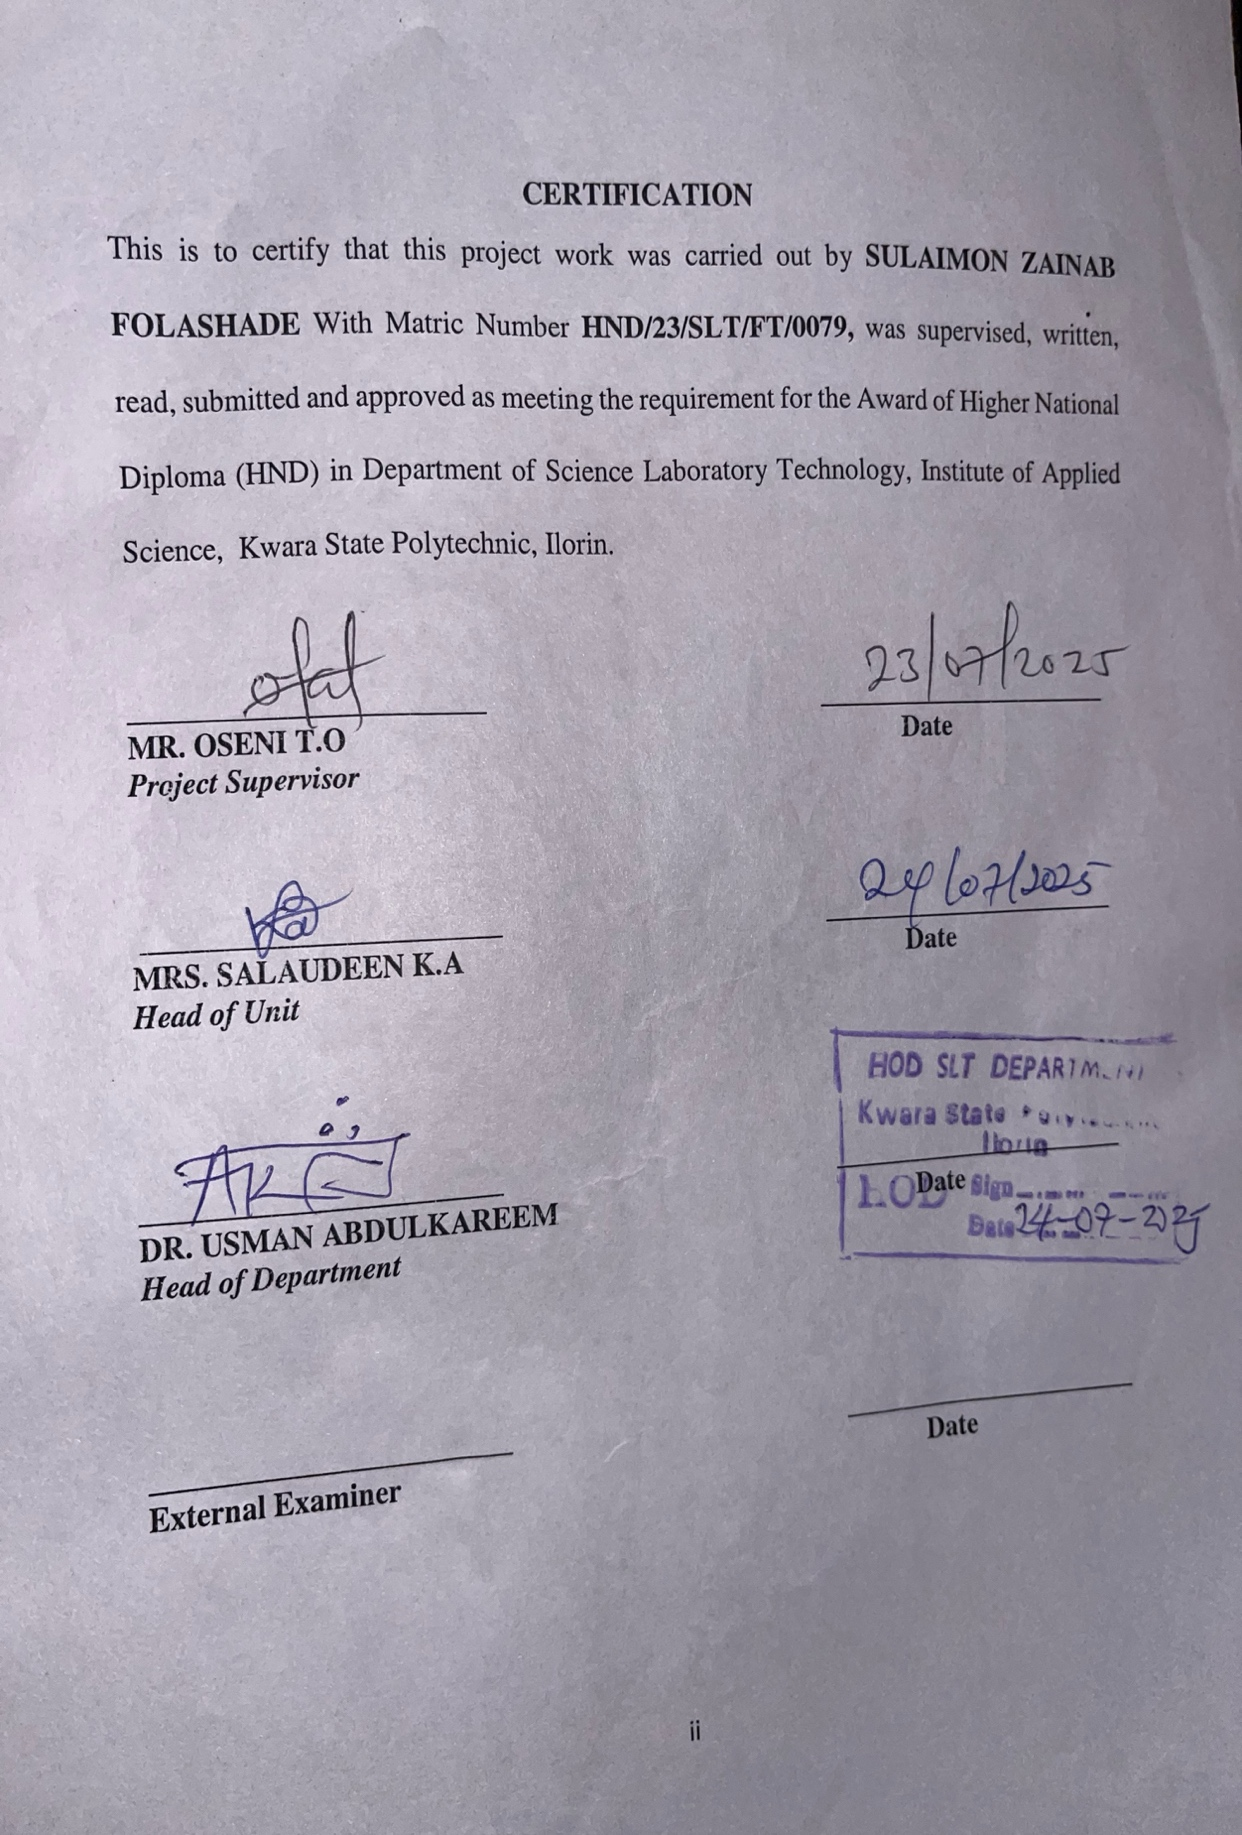 CERTIFICATION
This is to certify that this project work was carried out by SULAIMON ZAINAB
FOLASHADE With Matric Number HND/23/SLT/FT/0079, was supervised, written,
read, submitted and approved as meeting the requirement for the Award of Higher National
Diploma (HND) in Department of Science Laboratory Technology, Institute of Applied
Science, Kwara State Polytechnic, Ilorin.
23/07/2025
MR. OSENI T.O
Date
Project Supervisor
24/07/2025
MRS. SALAUDEEN K.A
Date
Head of Unit
HOD SLT DEPARTMENT
Kwara State
Ilorin
Date
HOD Sign
Date 24-07-2025
DR. USMAN ABDULKAREEM
Head of Department
Date
External Examiner
ii